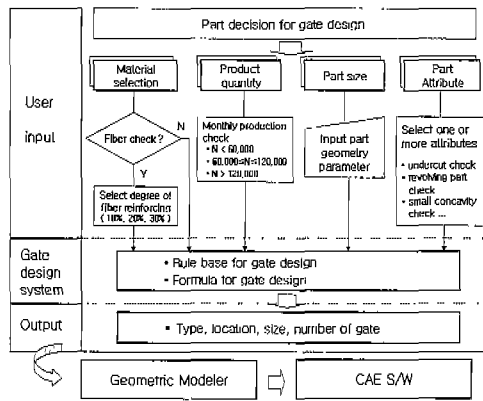 Part decision for gate design
User
input
Material
selection
Fiber check?
N
Y
Select degree of
fiber reinforcing
(10%, 20%, 30%)
Product
quantity
Monthly production
check
• N < 60,000
• 60,000≤N≤120,000
• N > 120,000
Part size
Input part
geometry
parameter
Part
Attribute
Select one or
more attributes
• undercut check
• revolving part
check
• small concavity
check ...
Gate
design
system
• Rule base for gate design
• Formula for gate design
Output
• Type, location, size, number of gate
Geometric Modeler
CAE S/W